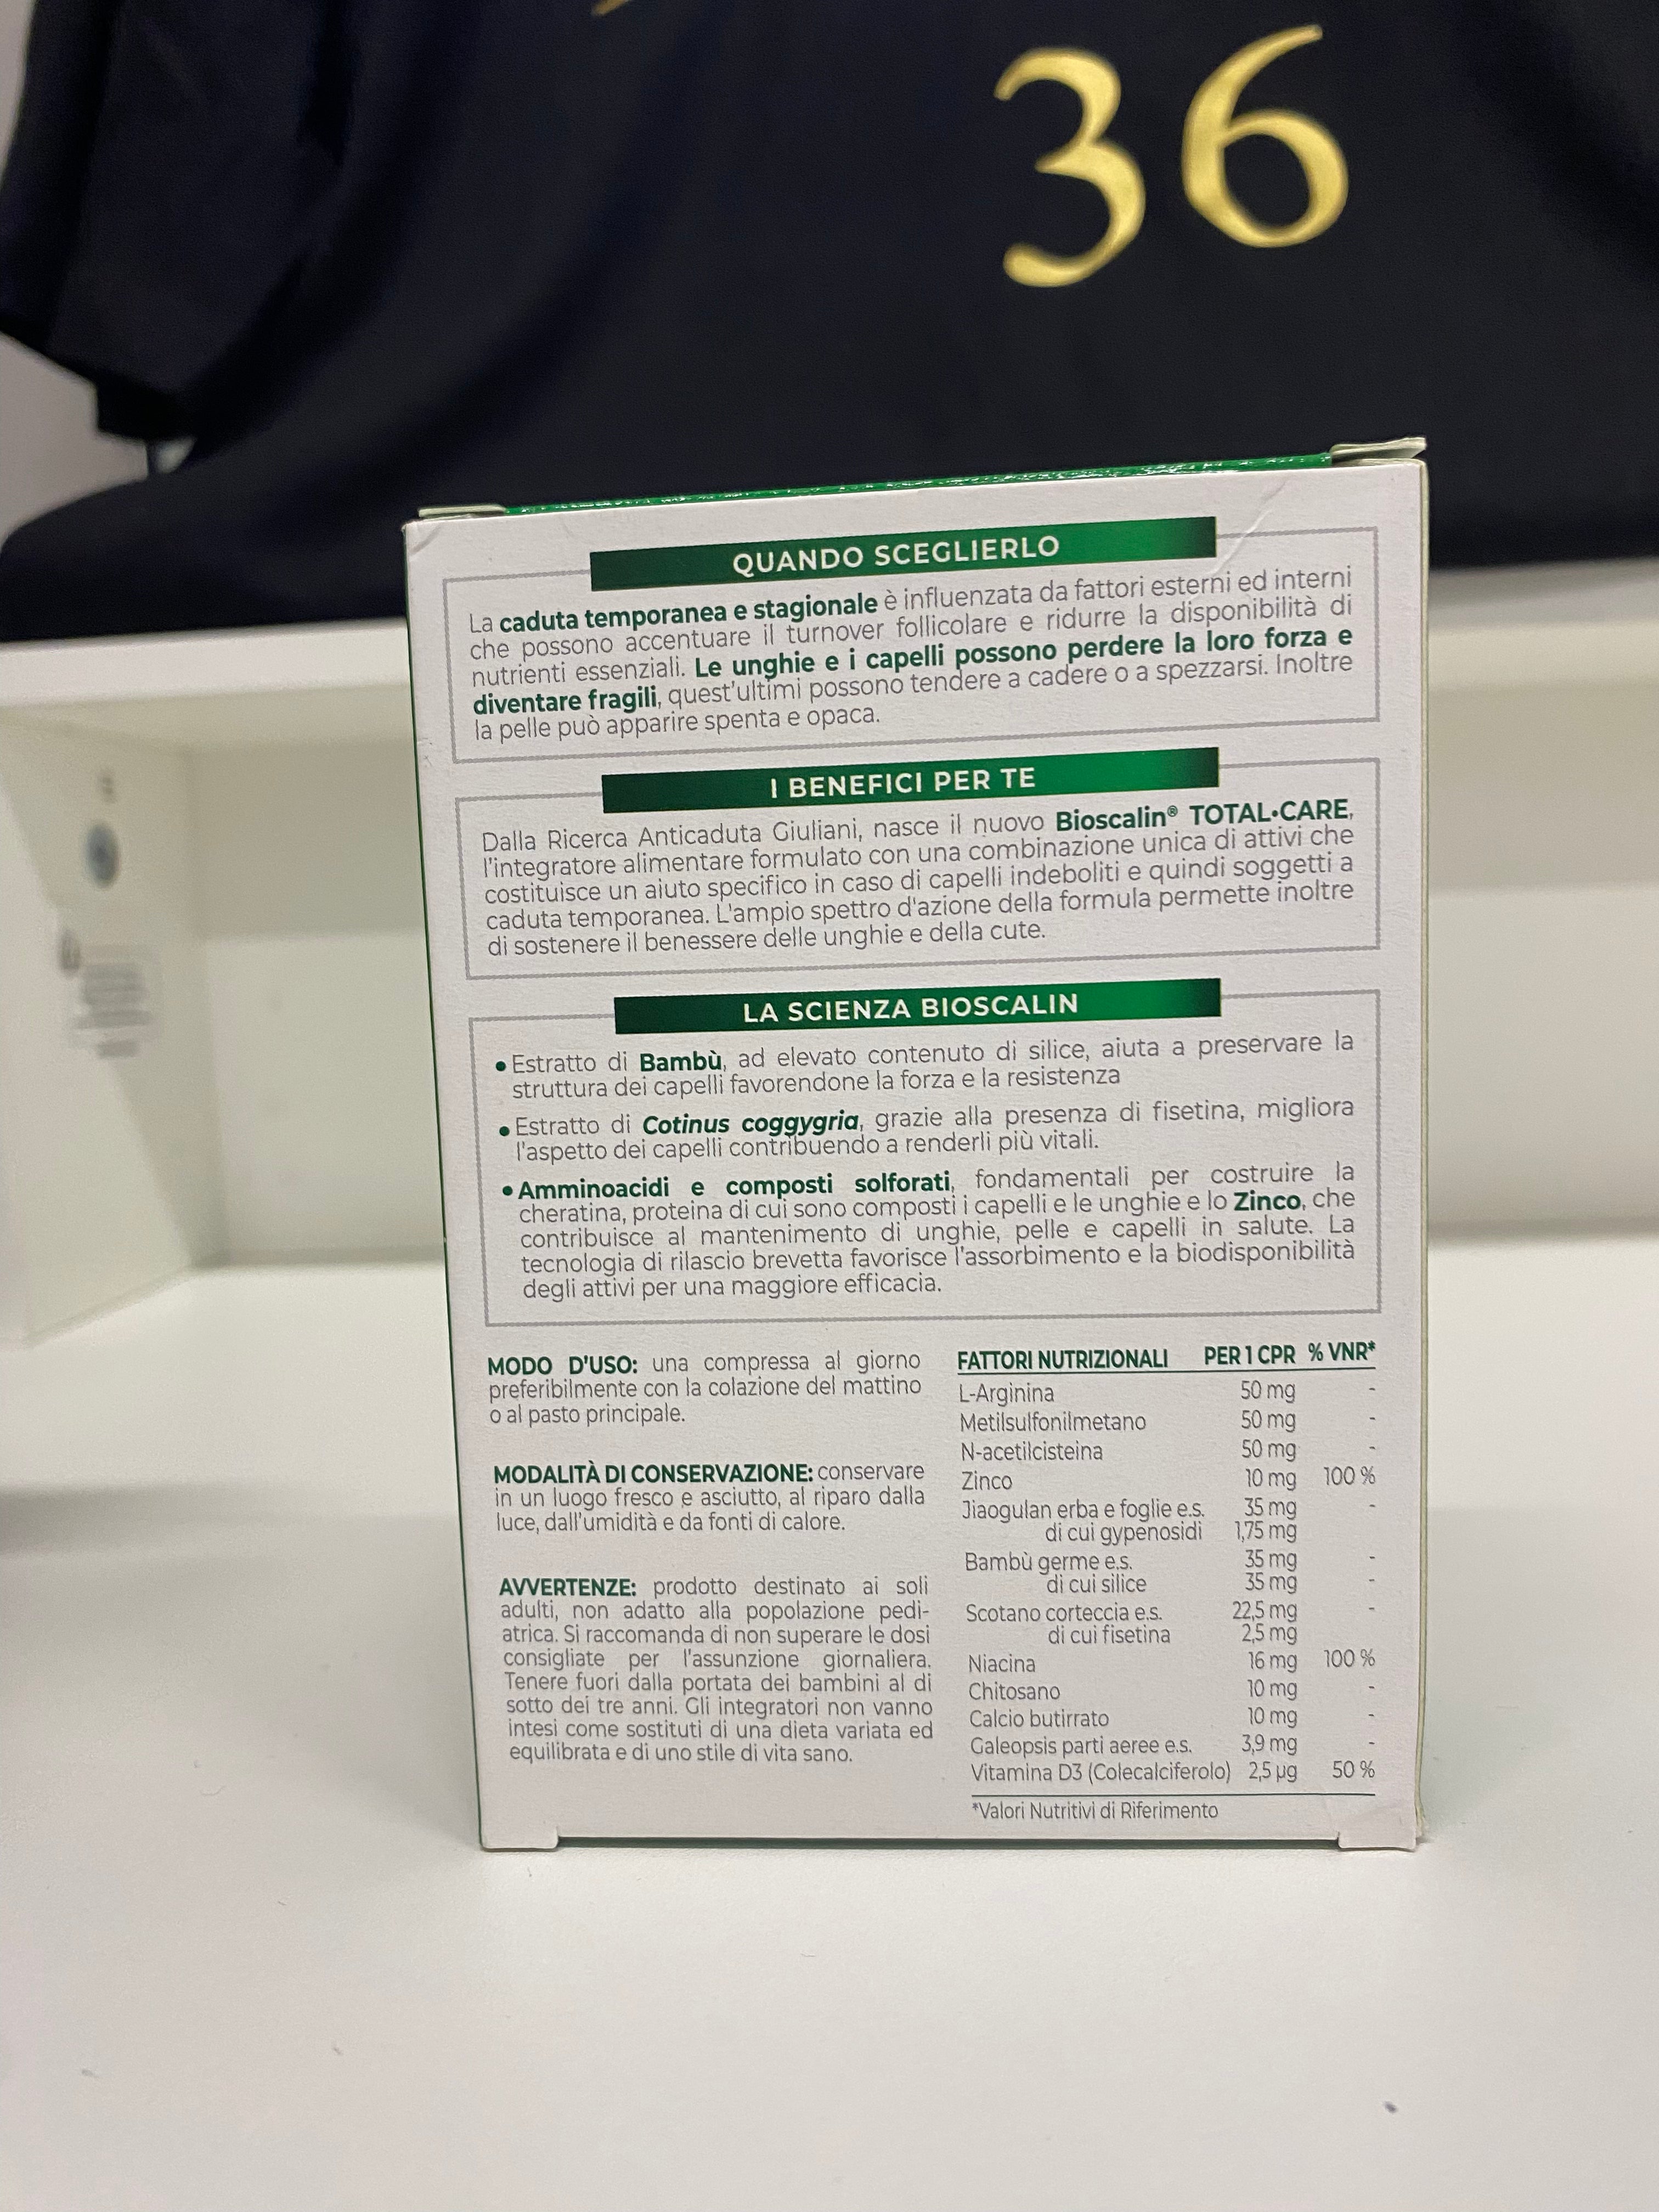 36
QUANDO SCEGLIERLO
La caduta temporanea e stagionale è influenzata da fattori esterni ed interni
che possono accentuare il turnover follicolare e ridurre la disponibilità di
nutrienti essenziali. Le unghie e i capelli possono perdere la loro forza e
diventare fragili, quest'ultimi possono tendere a cadere o a spezzarsi. Inoltre
la pelle può apparire spenta e opaca.
I BENEFICI PER TE
Dalla Ricerca Anticaduta Giuliani, nasce il nuovo Bioscalin® TOTAL•CARE,
l'integratore alimentare formulato con una combinazione unica di attivi che
costituisce un aiuto specifico in caso di capelli indeboliti e quindi soggetti a
caduta temporanea. L'ampio spettro d'azione della formula permette inoltre
di sostenere il benessere delle unghie e della cute.
LA SCIENZA BIOSCALIN
• Estratto di Bambù, ad elevato contenuto di silice, aiuta a preservare la
struttura dei capelli favorendone la forza e la resistenza
• Estratto di Cotinus coggygria, grazie alla presenza di fisetina, migliora
l'aspetto dei capelli contribuendo a renderli più vitali.
• Amminoacidi e composti solforati, fondamentali per costruire la
cheratina, proteina di cui sono composti i capelli e le unghie e lo Zinco, che
contribuisce al mantenimento di unghie, pelle e capelli in salute. La
tecnologia di rilascio brevetta favorisce l'assorbimento e la biodisponibilità
degli attivi per una maggiore efficacia.
MODO D'USO: una compressa al giorno
preferibilmente con la colazione del mattino
o al pasto principale.
MODALITÀ DI CONSERVAZIONE: conservare
in un luogo fresco e asciutto, al riparo dalla
luce, dall'umidità e da fonti di calore.
AVVERTENZE: prodotto destinato ai soli
adulti, non adatto alla popolazione pedi-
atrica. Si raccomanda di non superare le dosi
consigliate per l'assunzione giornaliera.
Tenere fuori dalla portata dei bambini al di
sotto dei tre anni. Gli integratori non vanno
intesi come sostituti di una dieta variata ed
equilibrata e di uno stile di vita sano.
FATTORI NUTRIZIONALI PER 1 CPR % VNR*
L-Arginina 50 mg -
Metilsulfonilmetano 50 mg -
N-acetilcisteina 50 mg -
Zinco 10 mg 100 %
Jiaogulan erba e foglie e.s. 35 mg -
di cui gypenosidi 1,75 mg
Bambù germe e.s. 35 mg -
di cui silice 35 mg -
Scotano corteccia e.s. 22,5 mg -
di cui fisetina 2,5 mg
Niacina 16 mg 100 %
Chitosano 10 mg -
Calcio butirrato 10 mg -
Galeopsis parti aeree e.s. 3,9 mg -
Vitamina D3 (Colecalciferolo) 2,5 µg 50 %
*Valori Nutritivi di Riferimento